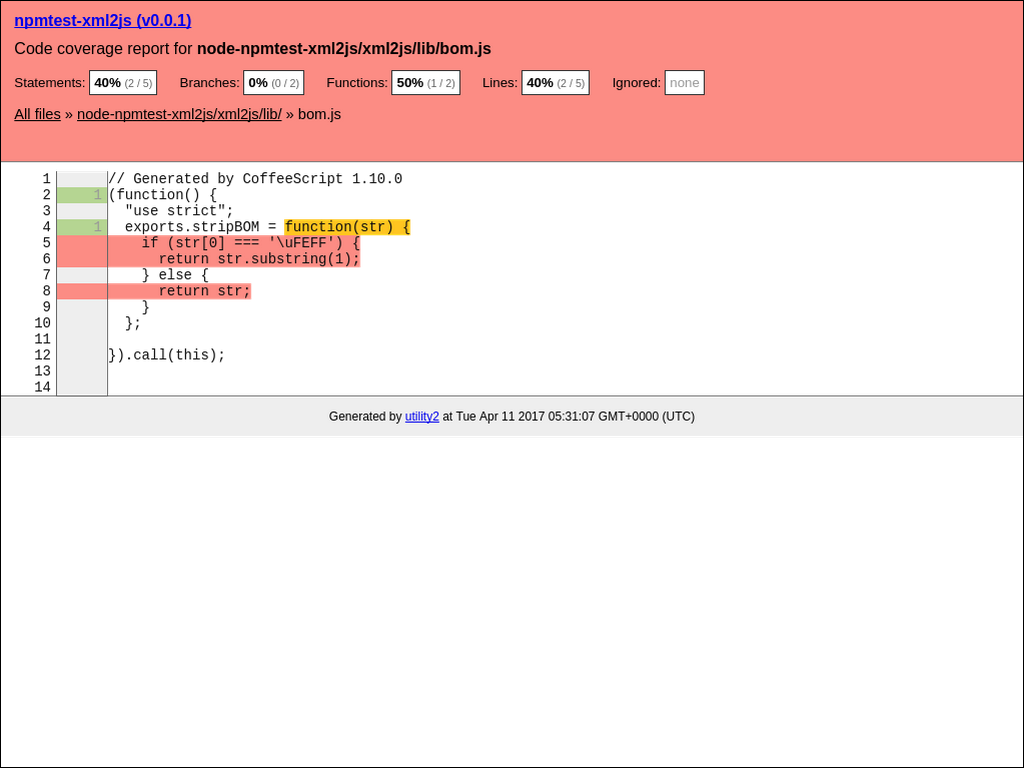 npmtest-xml2js (v0.0.1)
Code coverage report for node-npmtest-xml2js/xml2js/lib/bom.js
Statements: 40% (2 / 5) Branches: 0% (0 / 2) Functions: 50% (1 / 2) Lines: 40% (2 / 5) Ignored: none
All files » node-npmtest-xml2js/xml2js/lib/ » bom.js
1 // Generated by CoffeeScript 1.10.0
2 1 (function() {
3 "use strict";
4 1 exports.stripBOM = function(str) {
5 if (str[0] === '\uFEFF') {
6 return str.substring(1);
7 } else {
8 return str;
9 }
10 };
11
12 }).call(this);
13
14
Generated by utility2 at Tue Apr 11 2017 05:31:07 GMT+0000 (UTC)